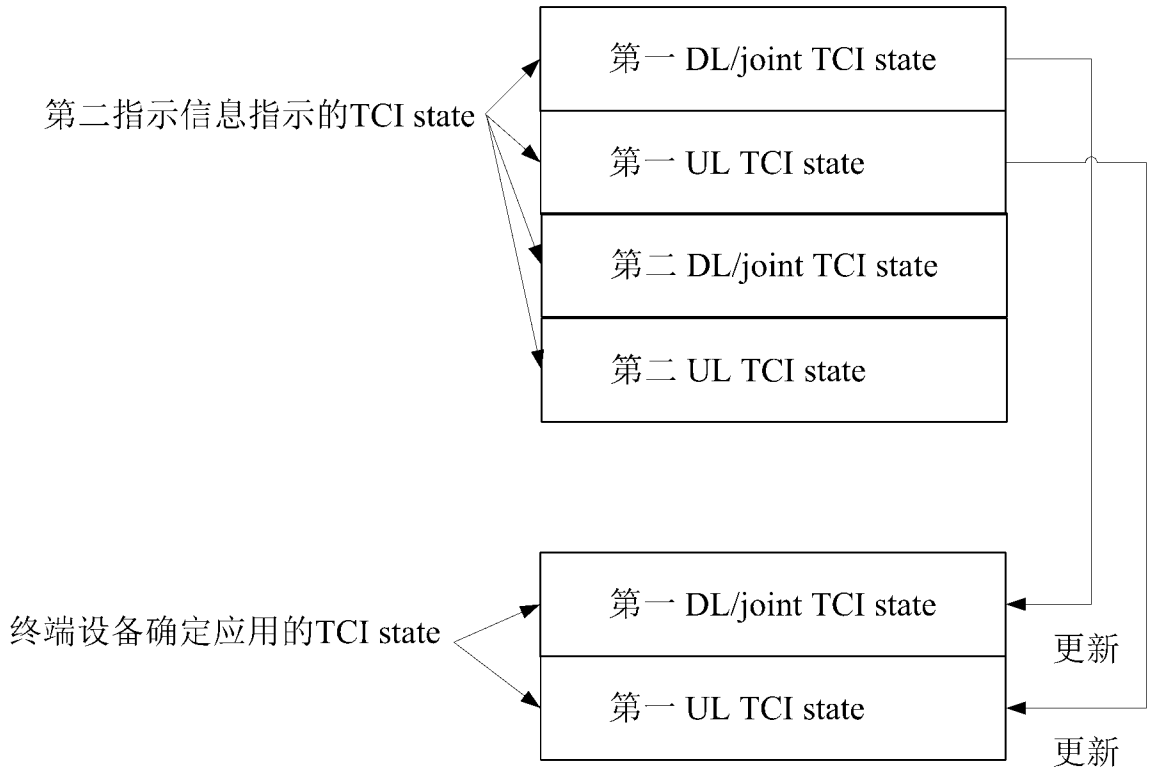 第一 DL/joint TCI state
第二指示信息指示的TCI state
第一 UL TCI state
第二 DL/joint TCI state
第二 UL TCI state
第一 DL/joint TCI state
终端设备确定应用的TCI state
更新
第一 UL TCI state
更新